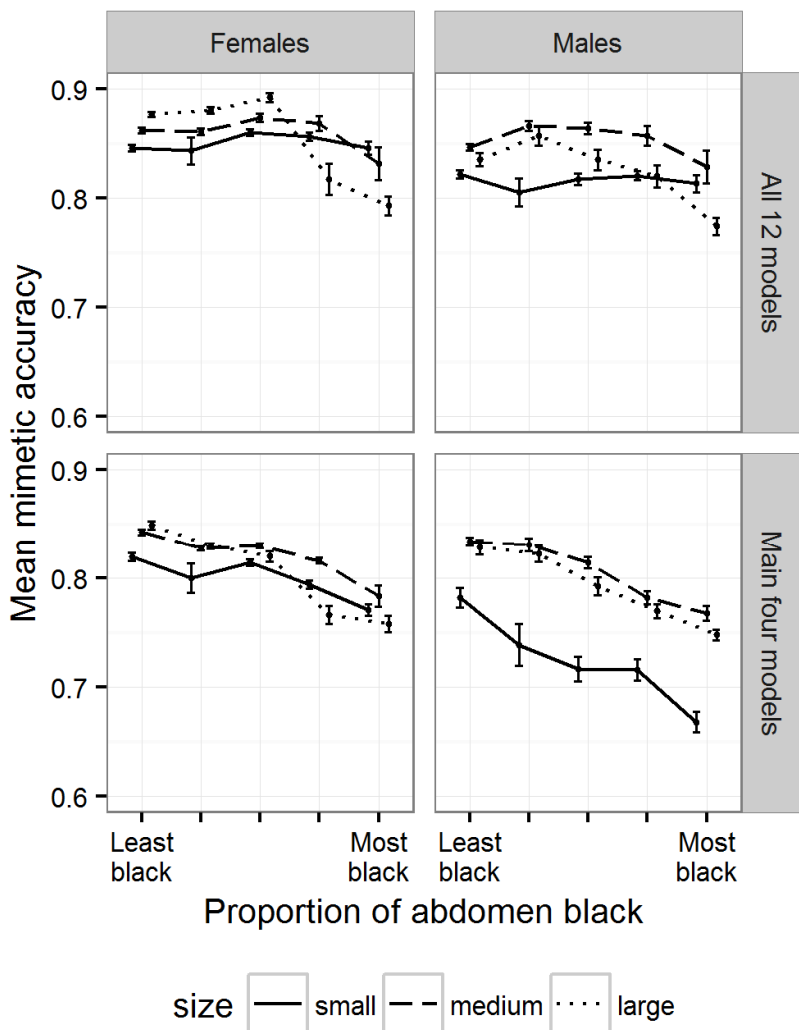 Females
Males
0.9
0.8
0.7
0.6
All 12 models
Mean mimetic accuracy
0.9
0.8
0.7
0.6
Main four models
Least
black
Most
black
Least
black
Most
black
Proportion of abdomen black
size small medium large